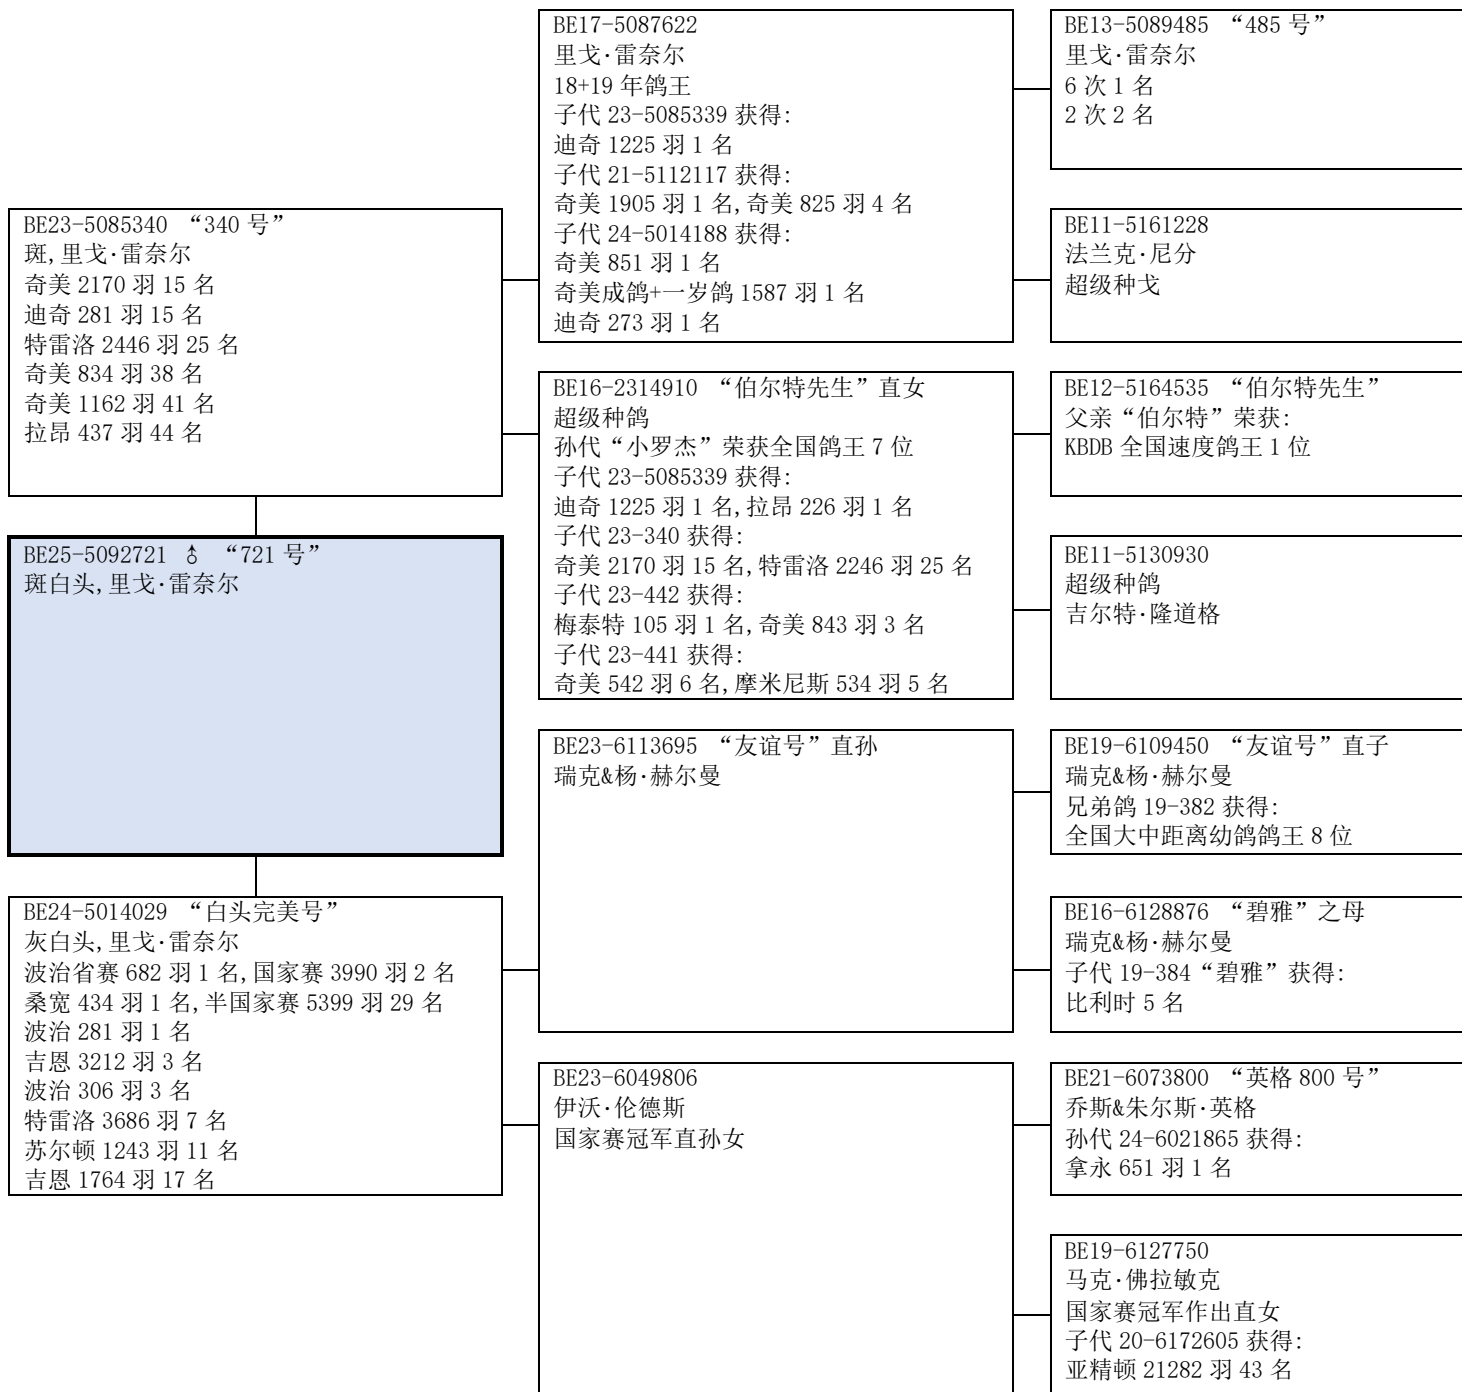 BE23-5085340 “340 号”
斑,里戈·雷奈尔
奇美 2170 羽 15 名
迪奇 281 羽 15 名
特雷洛 2446 羽 25 名
奇美 834 羽 38 名
奇美 1162 羽 41 名
拉昂 437 羽 44 名
BE25-5092721 ♂ “721 号”
斑白头,里戈·雷奈尔
BE24-5014029 “白头完美号”
灰白头,里戈·雷奈尔
波治省赛 682 羽 1 名,国家赛 3990 羽 2 名
桑宽 434 羽 1 名,半国家赛 5399 羽 29 名
波治 281 羽 1 名
吉恩 3212 羽 3 名
波治 306 羽 3 名
特雷洛 3686 羽 7 名
苏尔顿 1243 羽 11 名
吉恩 1764 羽 17 名
BE17-5087622
里戈·雷奈尔
18+19 年鸽王
子代 23-5085339 获得:
迪奇 1225 羽 1 名
子代 21-5112117 获得:
奇美 1905 羽 1 名,奇美 825 羽 4 名
子代 24-5014188 获得:
奇美 851 羽 1 名
奇美成鸽+一岁鸽 1587 羽 1 名
迪奇 273 羽 1 名
BE16-2314910 “伯尔特先生”直女
超级种鸽
孙代“小罗杰”荣获全国鸽王 7 位
子代 23-5085339 获得:
迪奇 1225 羽 1 名,拉昂 226 羽 1 名
子代 23-340 获得:
奇美 2170 羽 15 名,特雷洛 2246 羽 25 名
子代 23-442 获得:
梅泰特 105 羽 1 名,奇美 843 羽 3 名
子代 23-441 获得:
奇美 542 羽 6 名,摩米尼斯 534 羽 5 名
BE23-6113695 “友谊号”直孙
瑞克&杨·赫尔曼
BE23-6049806
伊沃·伦德斯
国家赛冠军直孙女
BE13-5089485 “485 号”
里戈·雷奈尔
6 次 1 名
2 次 2 名
BE11-5161228
法兰克·尼分
超级种戈
BE12-5164535 “伯尔特先生”
父亲“伯尔特”荣获:
KBDB 全国速度鸽王 1 位
BE11-5130930
超级种鸽
吉尔特·隆道格
BE19-6109450 “友谊号”直子
瑞克&杨·赫尔曼
兄弟鸽 19-382 获得:
全国大中距离幼鸽鸽王 8 位
BE16-6128876 “碧雅”之母
瑞克&杨·赫尔曼
子代 19-384“碧雅”获得:
比利时 5 名
BE21-6073800 “英格 800 号”
乔斯&朱尔斯·英格
孙代 24-6021865 获得:
拿永 651 羽 1 名
BE19-6127750
马克·佛拉敏克
国家赛冠军作出直女
子代 20-6172605 获得:
亚精顿 21282 羽 43 名